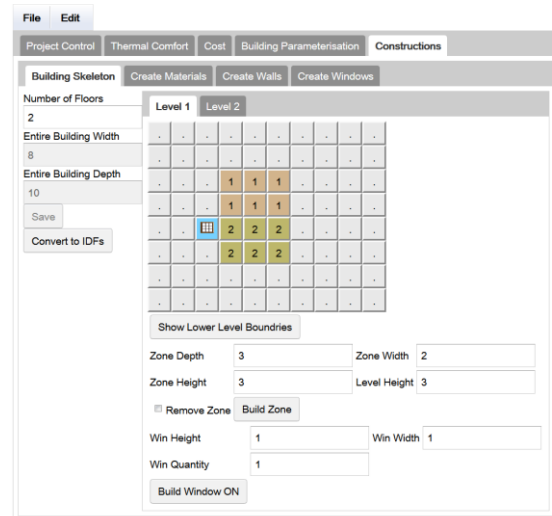 File Edit
Project Control Thermal Comfort Cost Building Parameterisation Constructions
Building Skeleton Create Materials Create Walls Create Windows
Number of Floors
2
Entire Building Width
8
Entire Building Depth
10
Save
Convert to IDFs
Level 1 Level 2
. . . . . . . . . .
. . . . . . . . . .
. . . 1 1 1 . . . .
. . . 1 1 1 . . . .
. . 2 2 2 . . . .
. . . 2 2 2 . . . .
. . . . . . . . . .
. . . . . . . . . .
Show Lower Level Boundries
Zone Depth 3 Zone Width 2
Zone Height 3 Level Height 3
Remove Zone Build Zone
Win Height 1 Win Width 1
Win Quantity 1
Build Window ON